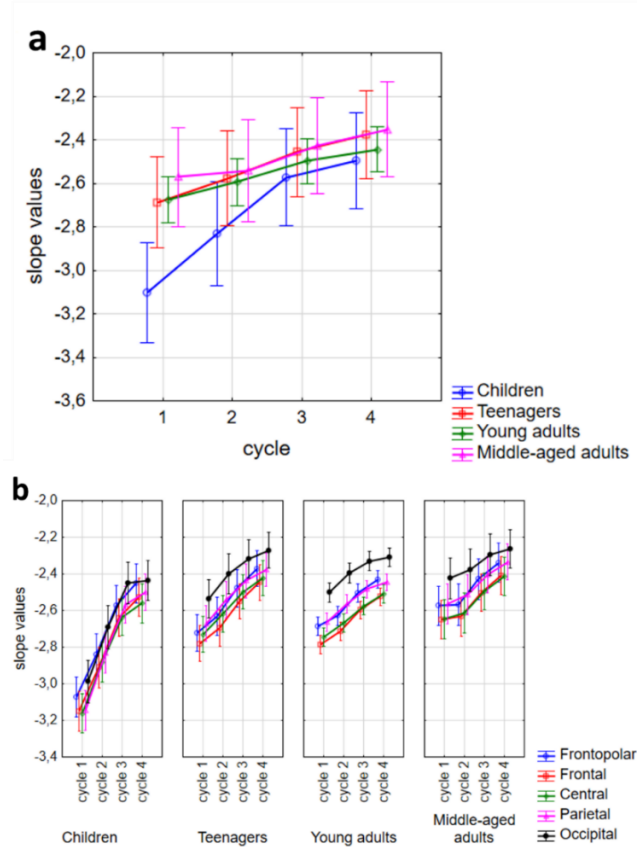 a
-2,0
-2,2
-2,4
-2,6
-2,8
-3,0
-3,2
-3,4
-3,6
slope values
1 2 3 4
cycle
Children
Teenagers
Young adults
Middle-aged adults
b
-2,0
-2,2
-2,4
-2,6
-2,8
-3,0
-3,2
-3,4
slope values
cycle 1 cycle 2 cycle 3 cycle 4
cycle 1 cycle 2 cycle 3 cycle 4
cycle 1 cycle 2 cycle 3 cycle 4
cycle 1 cycle 2 cycle 3 cycle 4
Children
Teenagers
Young adults
Middle-aged
adults
Frontopolar
Frontal
Central
Parietal
Occipital